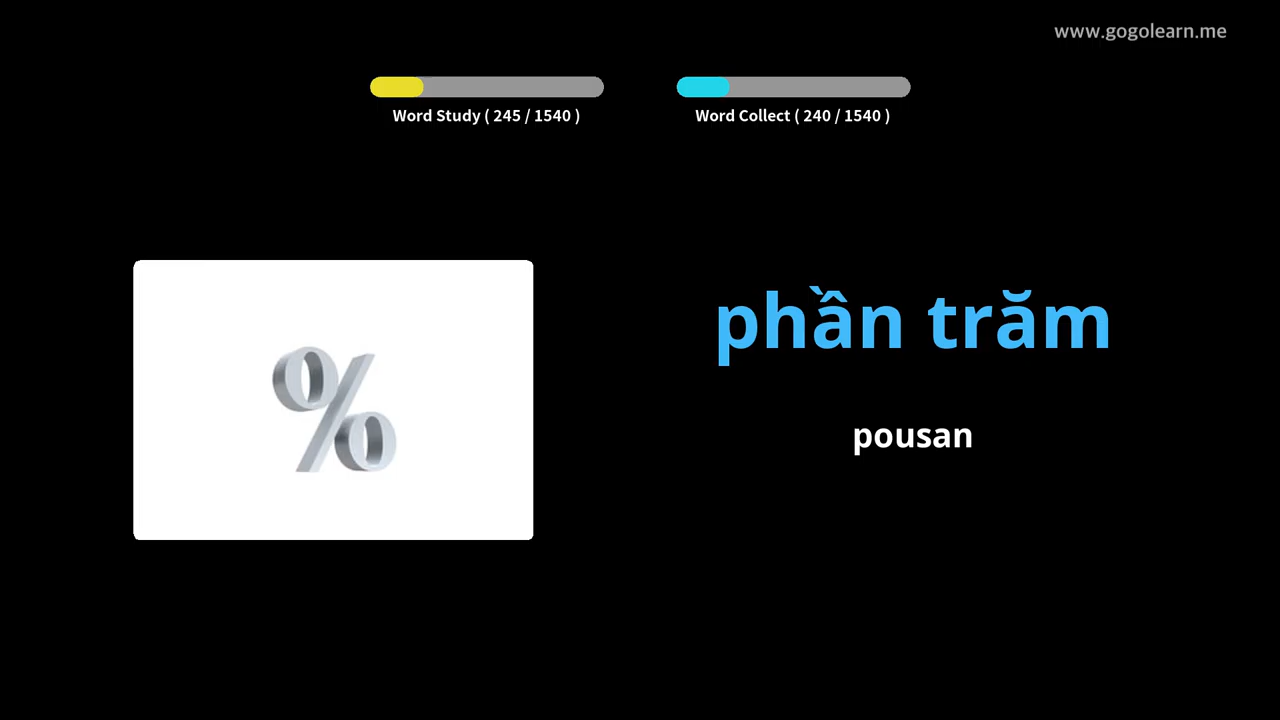 www.gogolearn.me
Word Study ( 245 / 1540 )
Word Collect ( 240 / 1540 )
%
phần trăm
pousan